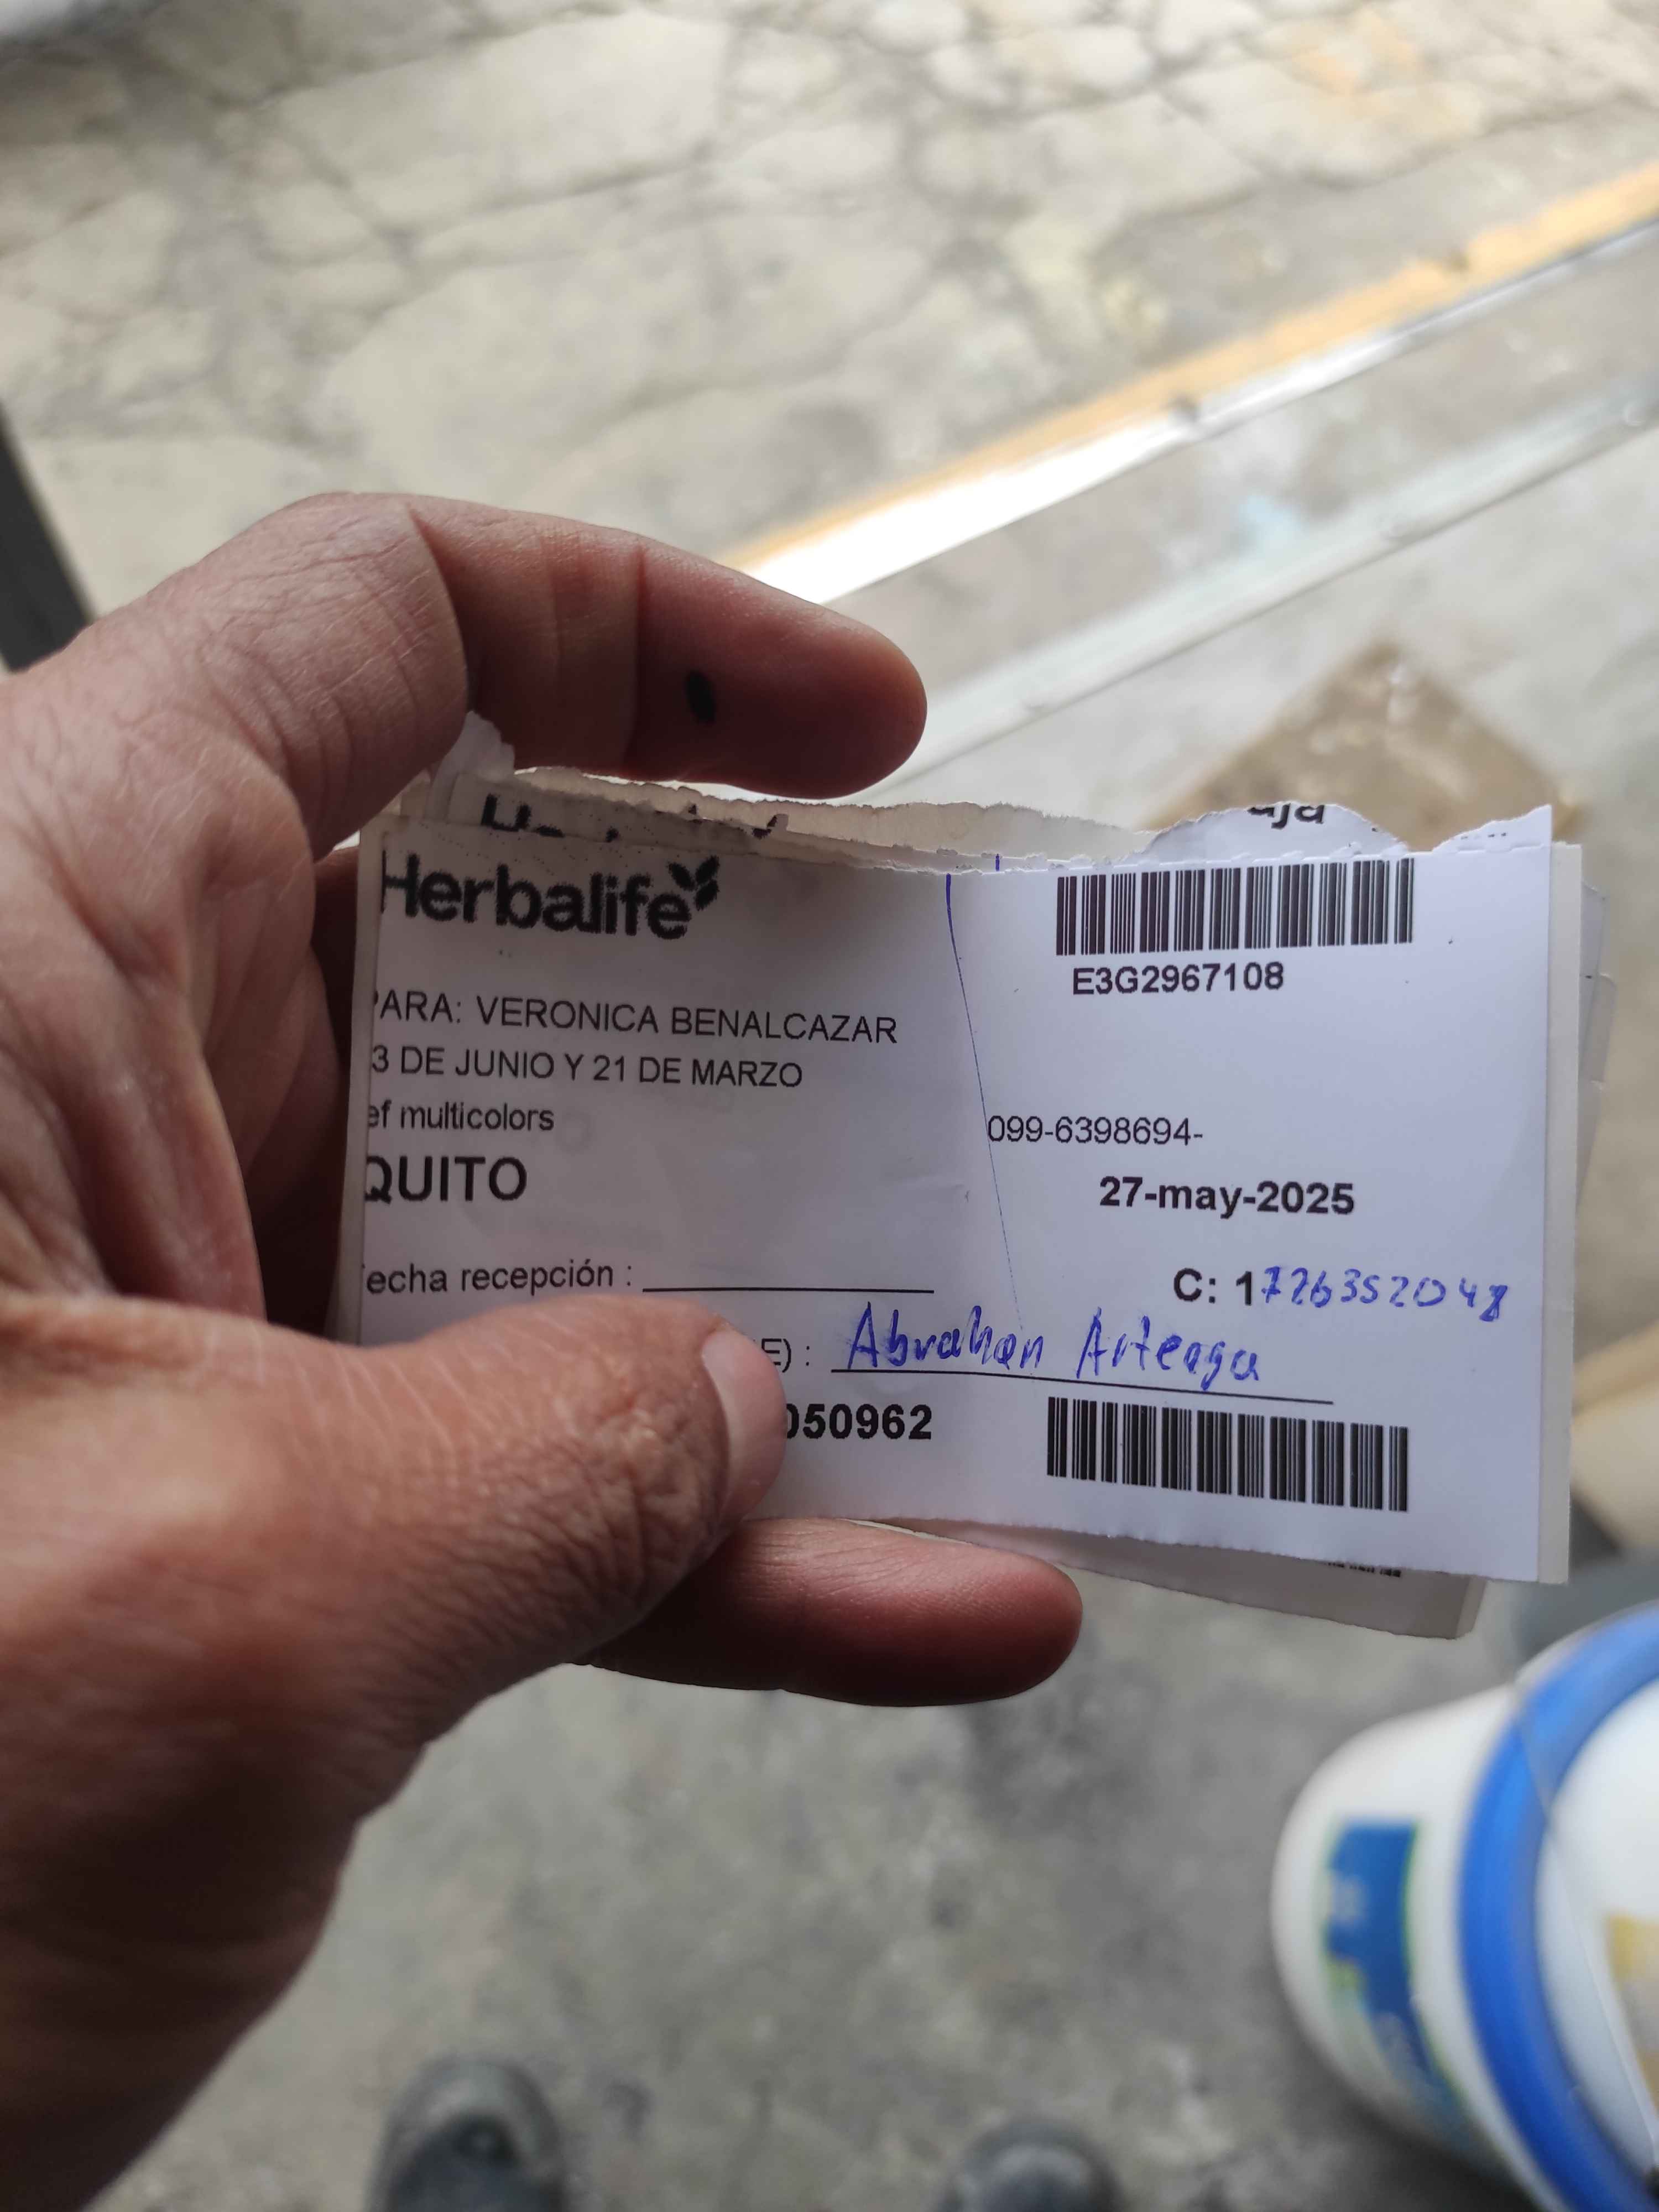 Herbalife
E3G2967108
PARA: VERONICA BENALCAZAR
3 DE JUNIO Y 21 DE MARZO
ef multicolors
099-6398694-
QUITO
27-may-2025
echa recepción :
C: 1726352048
E) : Abrahan Arteaga
050962